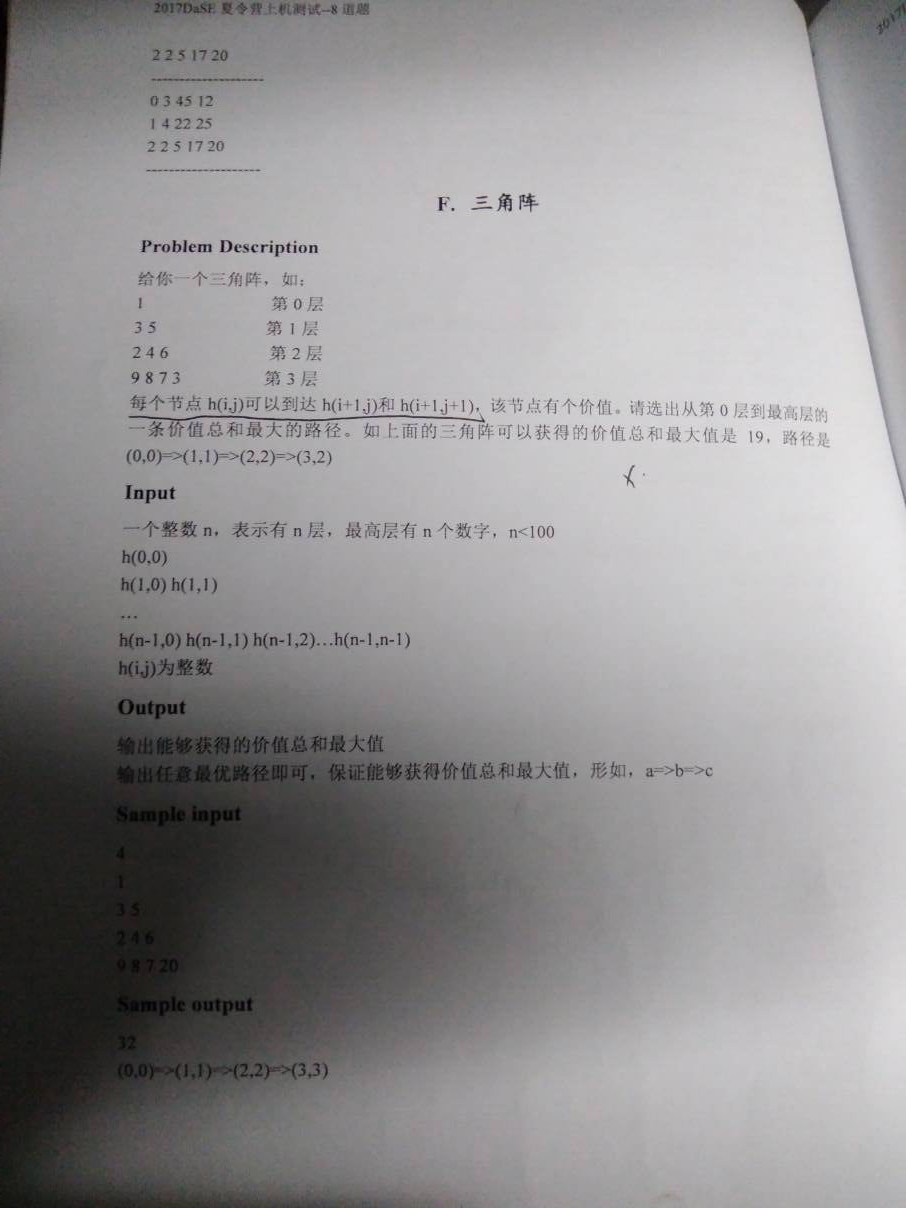 2017DaSE 夏令营上机测试--8 道题
2 2 5 17 20
--------------------
0 3 45 12
1 4 22 25
2 2 5 17 20
--------------------
F. 三角阵
Problem Description
给你一个三角阵，如：
1 第 0 层
3 5 第 1 层
2 4 6 第 2 层
9 8 7 3 第 3 层
每个节点 h(i,j)可以到达 h(i+1,j)和 h(i+1,j+1)，该节点有个价值。请选出从第 0 层到最高层的
一条价值总和最大的路径。如上面的三角阵可以获得的价值总和最大值是 19，路径是
(0,0)=>(1,1)=>(2,2)=>(3,2)
Input
一个整数 n，表示有 n 层，最高层有 n 个数字，n<100
h(0,0)
h(1,0) h(1,1)
…
h(n-1,0) h(n-1,1) h(n-1,2)…h(n-1,n-1)
h(i,j)为整数
Output
输出能够获得的价值总和最大值
输出任意最优路径即可，保证能够获得价值总和最大值，形如，a=>b=>c
Sample input
4
1
3 5
2 4 6
9 8 7 20
Sample output
32
(0,0)=>(1,1)=>(2,2)=>(3,3)